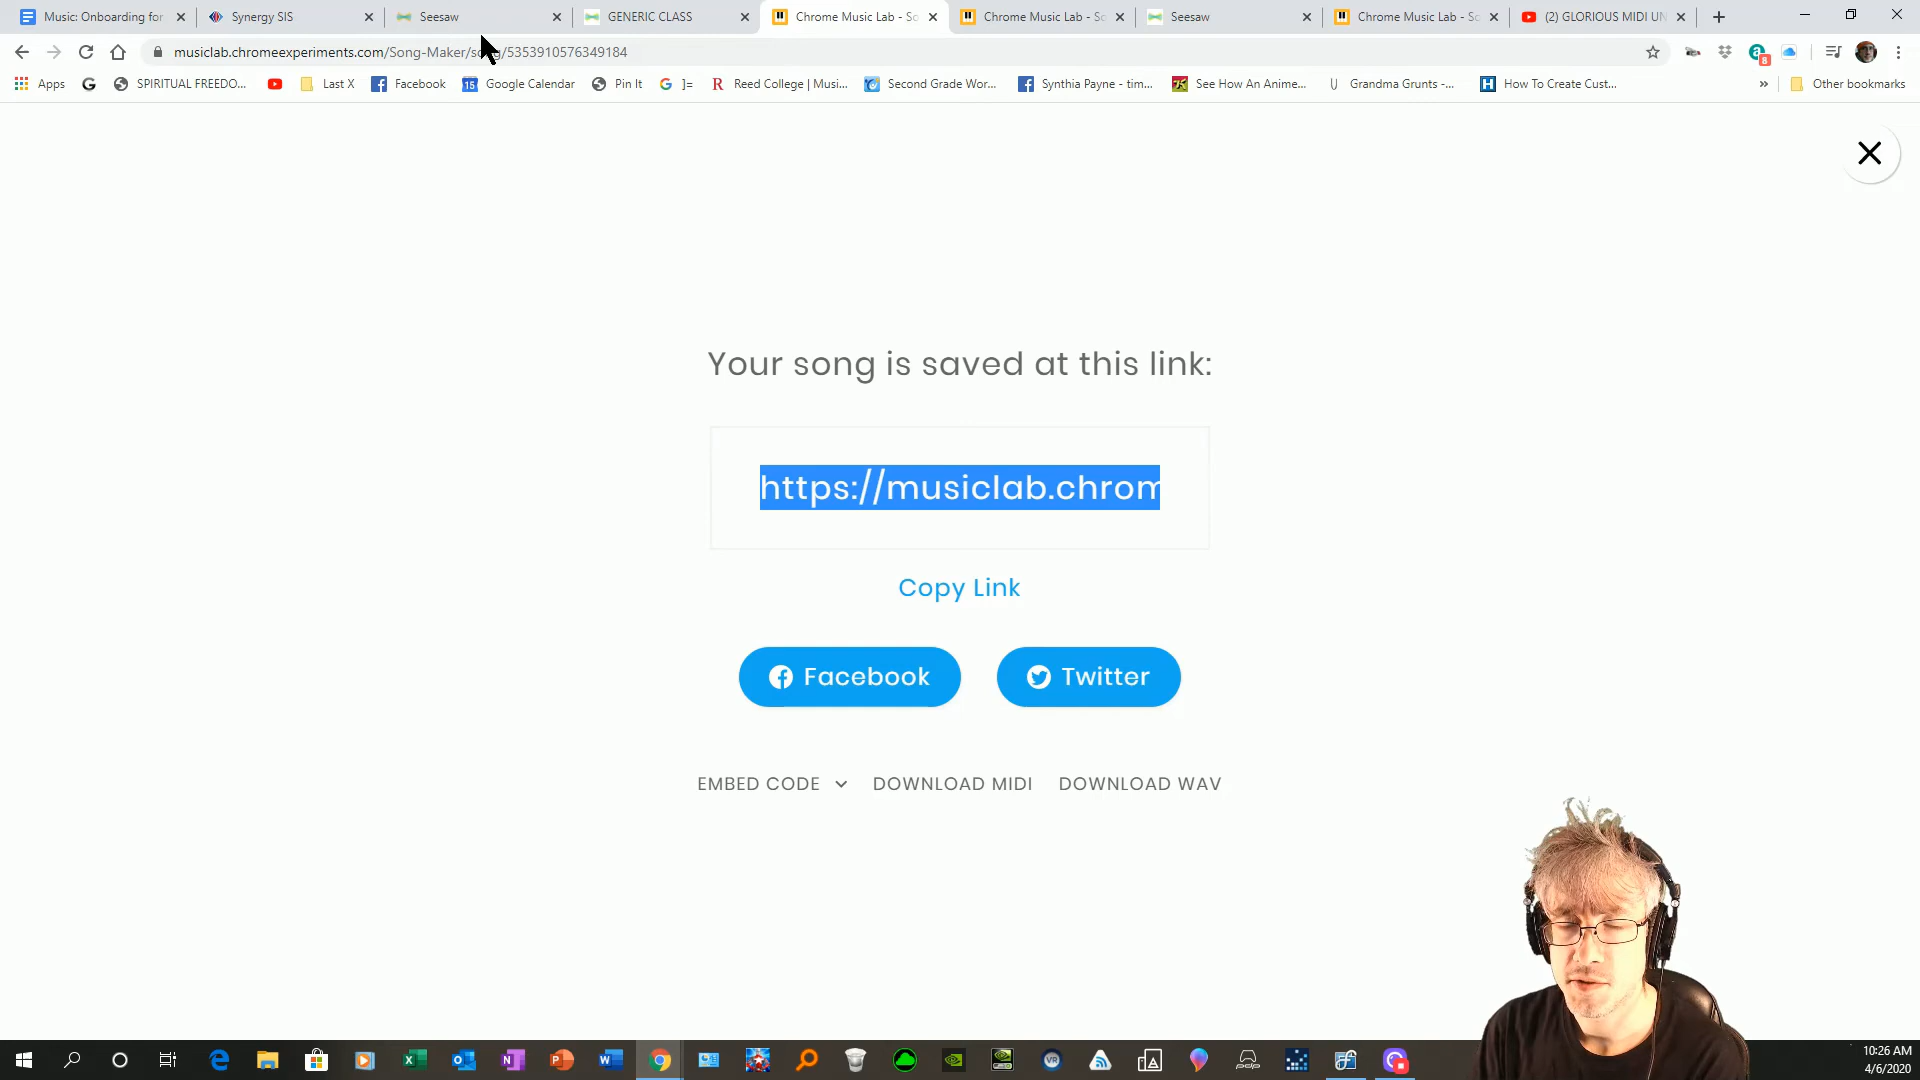 Music: Onboarding for
Synergy SIS
Seesaw
GENERIC CLASS
Chrome Music Lab - So
Chrome Music Lab - So
Seesaw
Chrome Music Lab - So
(2) GLORIOUS MIDI UN
musiclab.chromeexperiments.com/Song-Maker/song/5353910576349184
8
Apps
SPIRITUAL FREEDO...
Last X
Facebook
15
Google Calendar
Pin It
]=
R Reed College | Musi...
Second Grade Wor...
Synthia Payne - tim...
See How An Anime...
U Grandma Grunts -...
H How To Create Cust...
»
Other bookmarks
Your song is saved at this link:
https://musiclab.chrom
Copy Link
Facebook
Twitter
EMBED CODE
DOWNLOAD MIDI
DOWNLOAD WAV
10:26 AM
4/6/2020